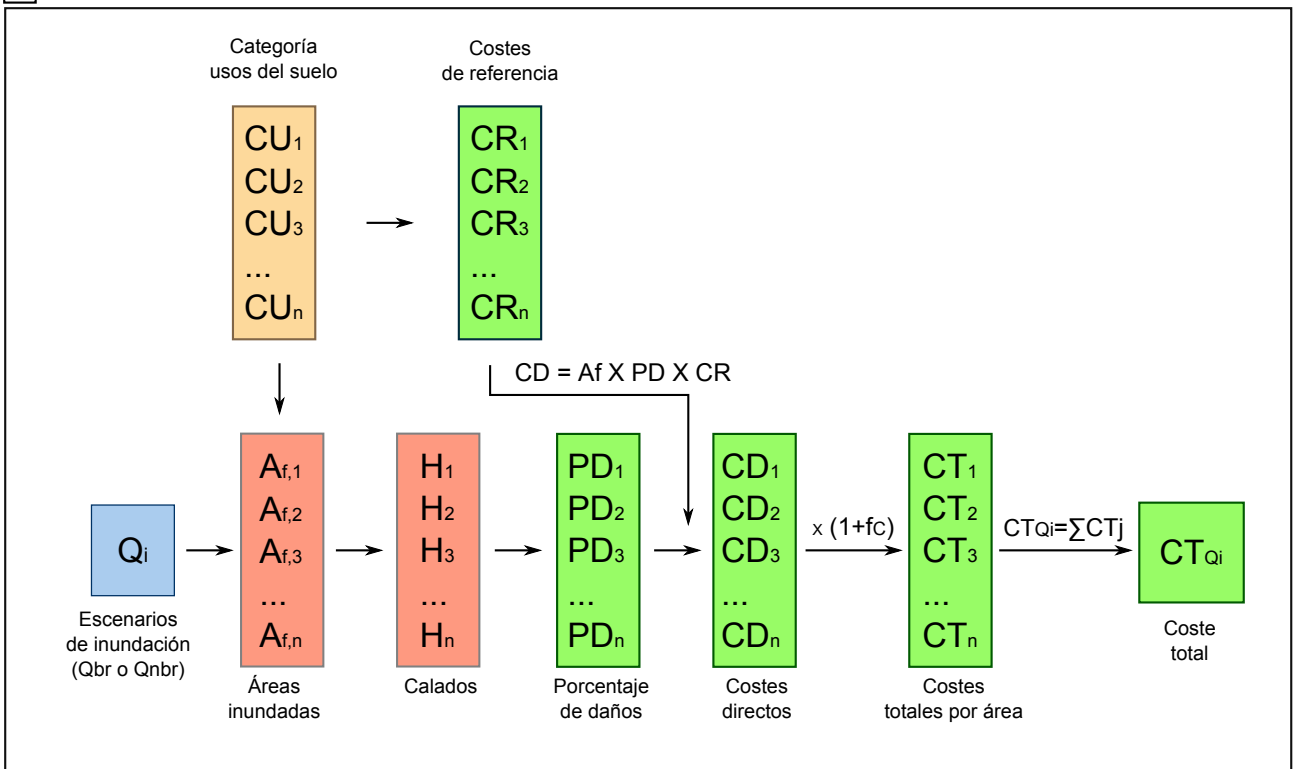 Categoría
usos del suelo
Costes
de referencia
CU1
CU2
CU3
...
CUn
CR1
CR2
CR3
...
CRn
CD = Af X PD X CR
Qi
Escenarios
de inundación
(Qbr o Qnbr)
Af,1
Af,2
Af,3
...
Af,n
Áreas
inundadas
H1
H2
H3
...
Hn
Calados
PD1
PD2
PD3
...
PDn
Porcentaje
de daños
CD1
CD2
CD3
...
CDn
Costes
directos
x (1+fC)
CT1
CT2
CT3
...
CTn
Costes
totales por área
CTQi=∑CTj
CTQi
Coste
total